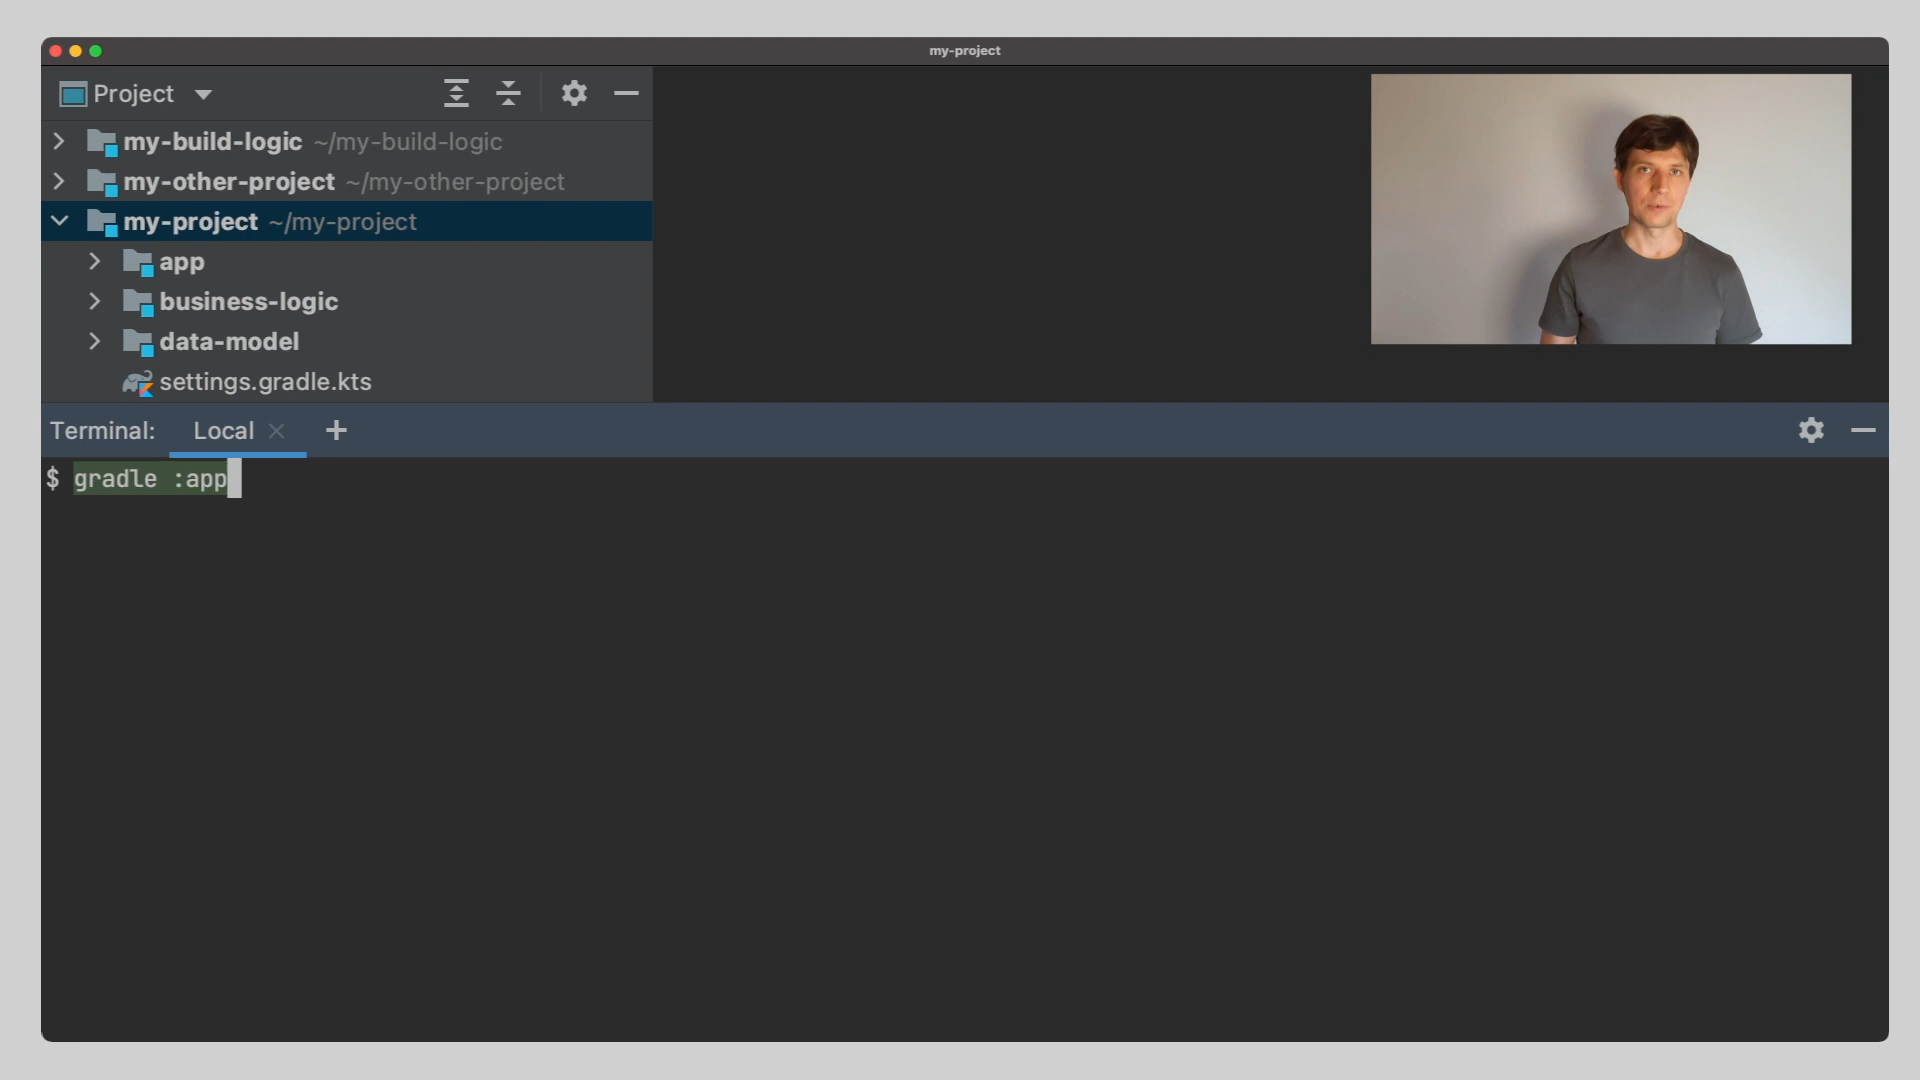 my-project
Project
my-build-logic ~/my-build-logic
my-other-project ~/my-other-project
my-project ~/my-project
app
business-logic
data-model
settings.gradle.kts
Terminal: Local
$ gradle :app